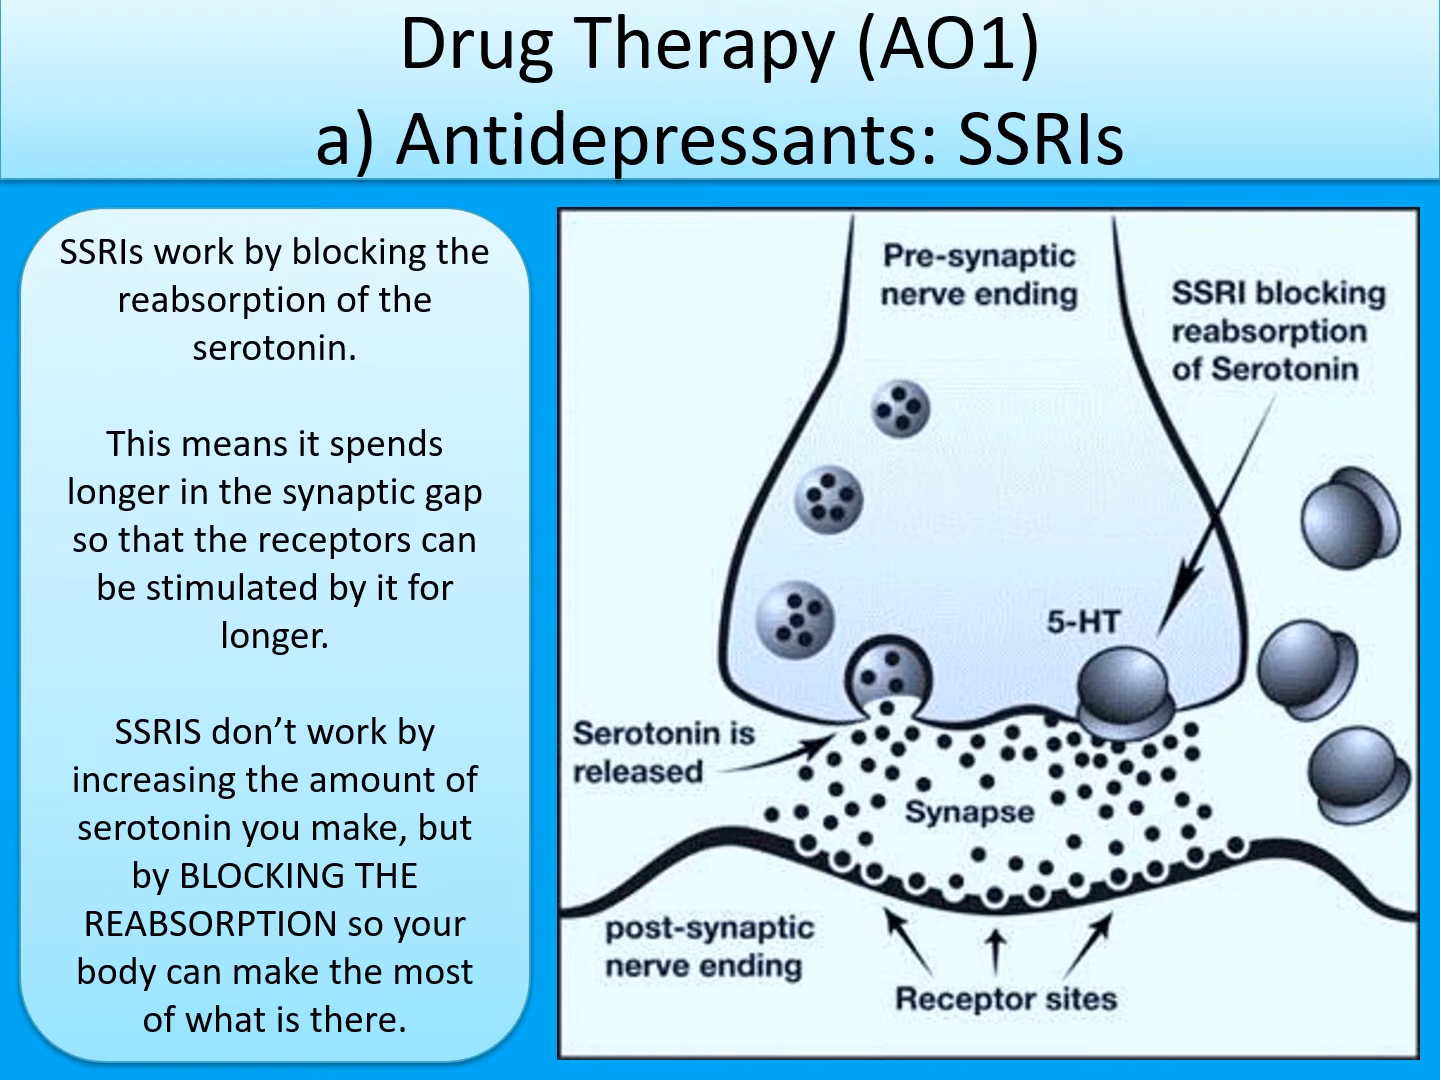 Drug Therapy (AO1)
a) Antidepressants: SSRIs
SSRIs work by blocking the
reabsorption of the
serotonin.
This means it spends
longer in the synaptic gap
so that the receptors can
be stimulated by it for
longer.
SSRIS don’t work by
increasing the amount of
serotonin you make, but
by BLOCKING THE
REABSORPTION so your
body can make the most
of what is there.
Pre-synaptic
nerve ending
SSRI blocking
reabsorption
of Serotonin
5-HT
Serotonin is
released
Synapse
post-synaptic
nerve ending
Receptor sites